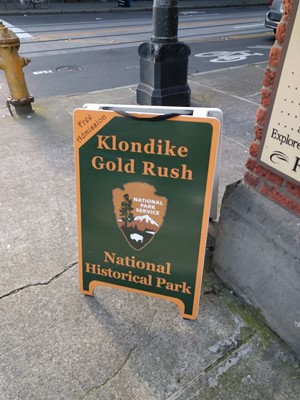 Free
Admission
Klondike
Gold Rush
NATIONAL
PARK
SERVICE
National
Historical Park
Explore